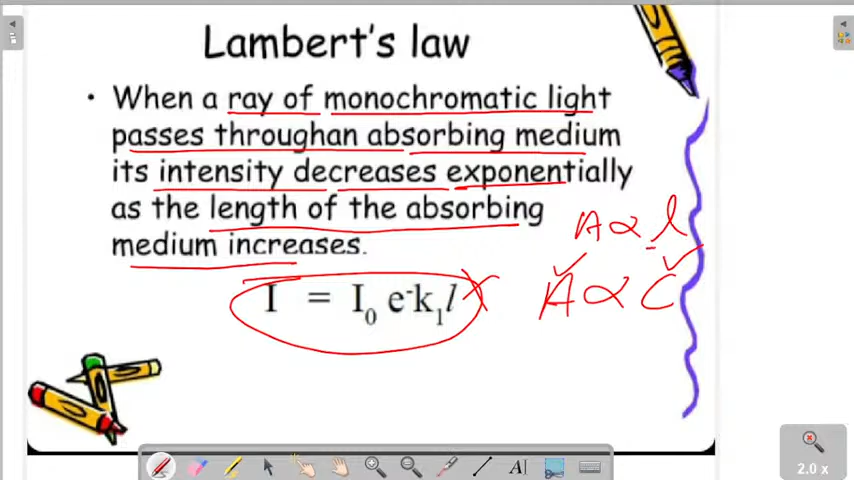 Lambert's law
• When a ray of monochromatic light
passes throughan absorbing medium
its intensity decreases exponentially
as the length of the absorbing
medium increases.
A ∝ l
I = I₀ e⁻k₁l
A ∝ C
A
2.0 x